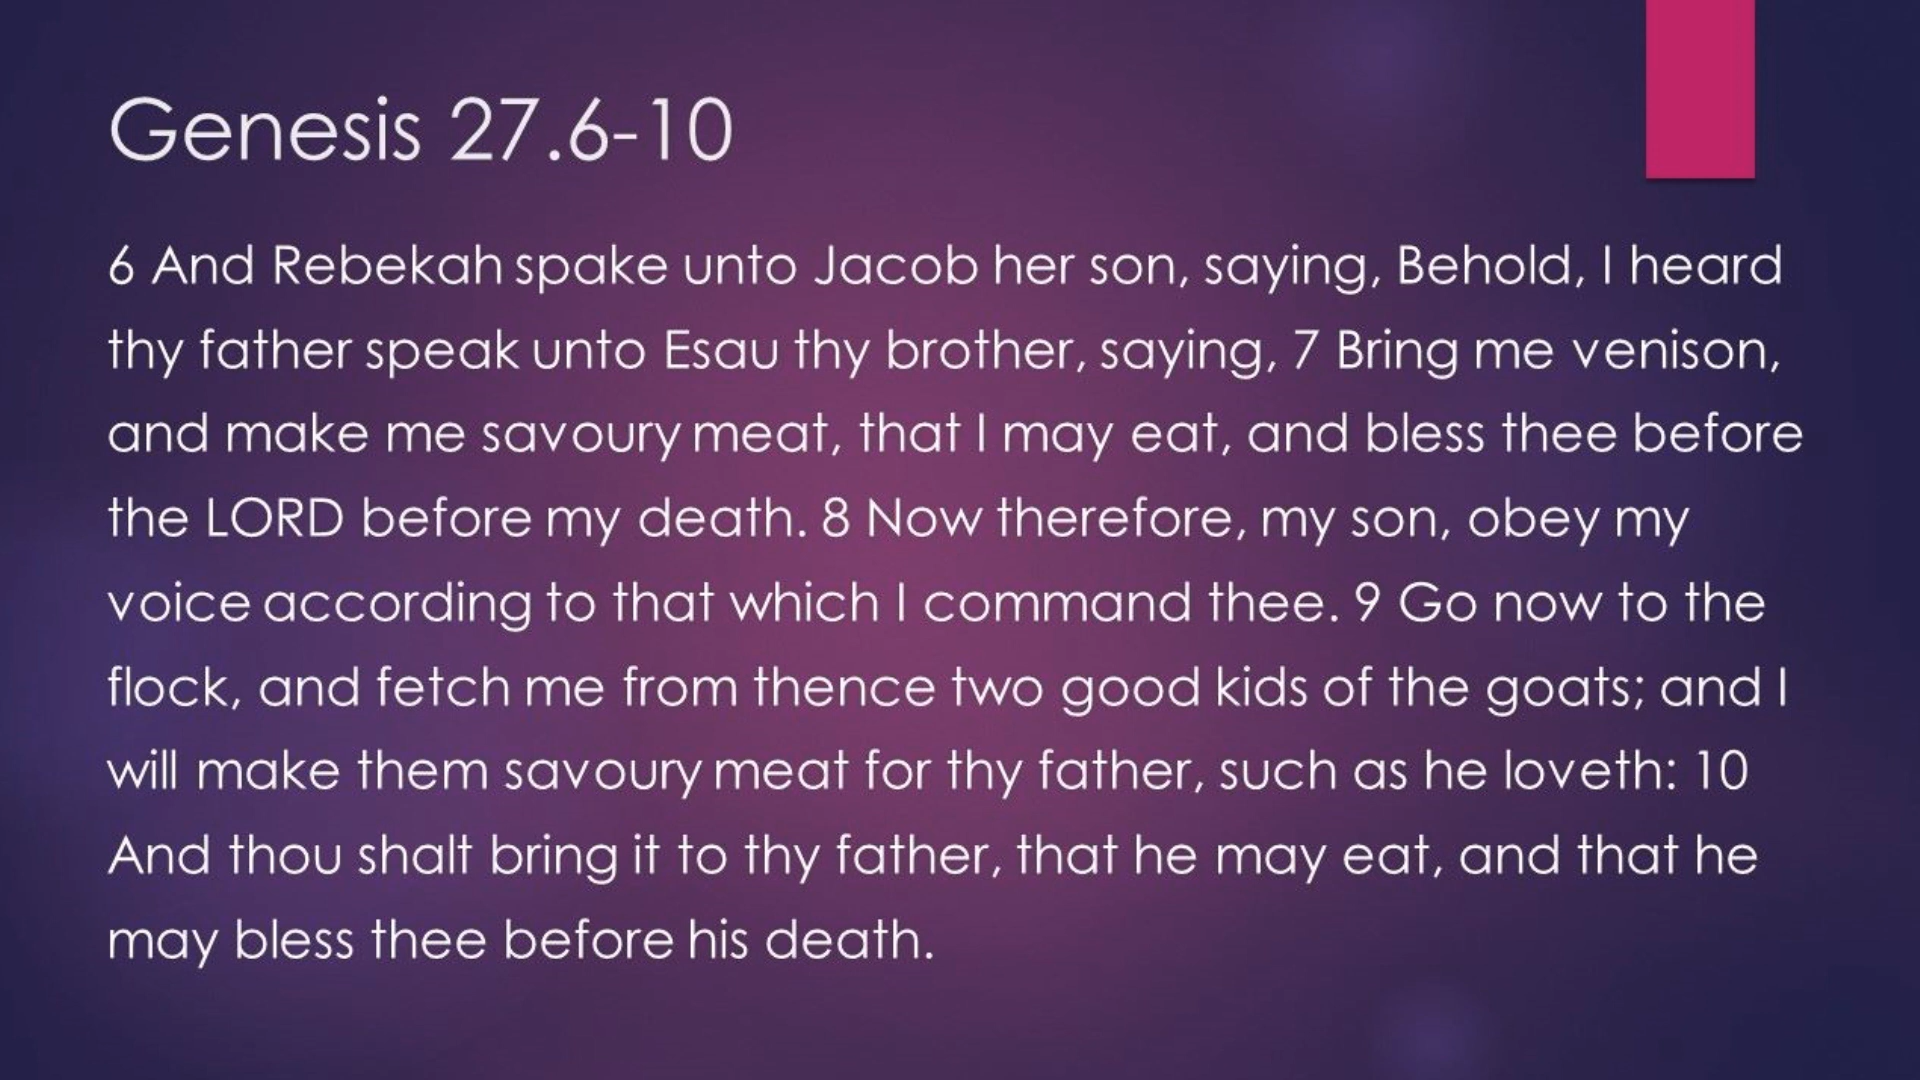 Genesis 27.6-10
6 And Rebekah spake unto Jacob her son, saying, Behold, I heard
thy father speak unto Esau thy brother, saying, 7 Bring me venison,
and make me savoury meat, that I may eat, and bless thee before
the LORD before my death. 8 Now therefore, my son, obey my
voice according to that which I command thee. 9 Go now to the
flock, and fetch me from thence two good kids of the goats; and I
will make them savoury meat for thy father, such as he loveth: 10
And thou shalt bring it to thy father, that he may eat, and that he
may bless thee before his death.